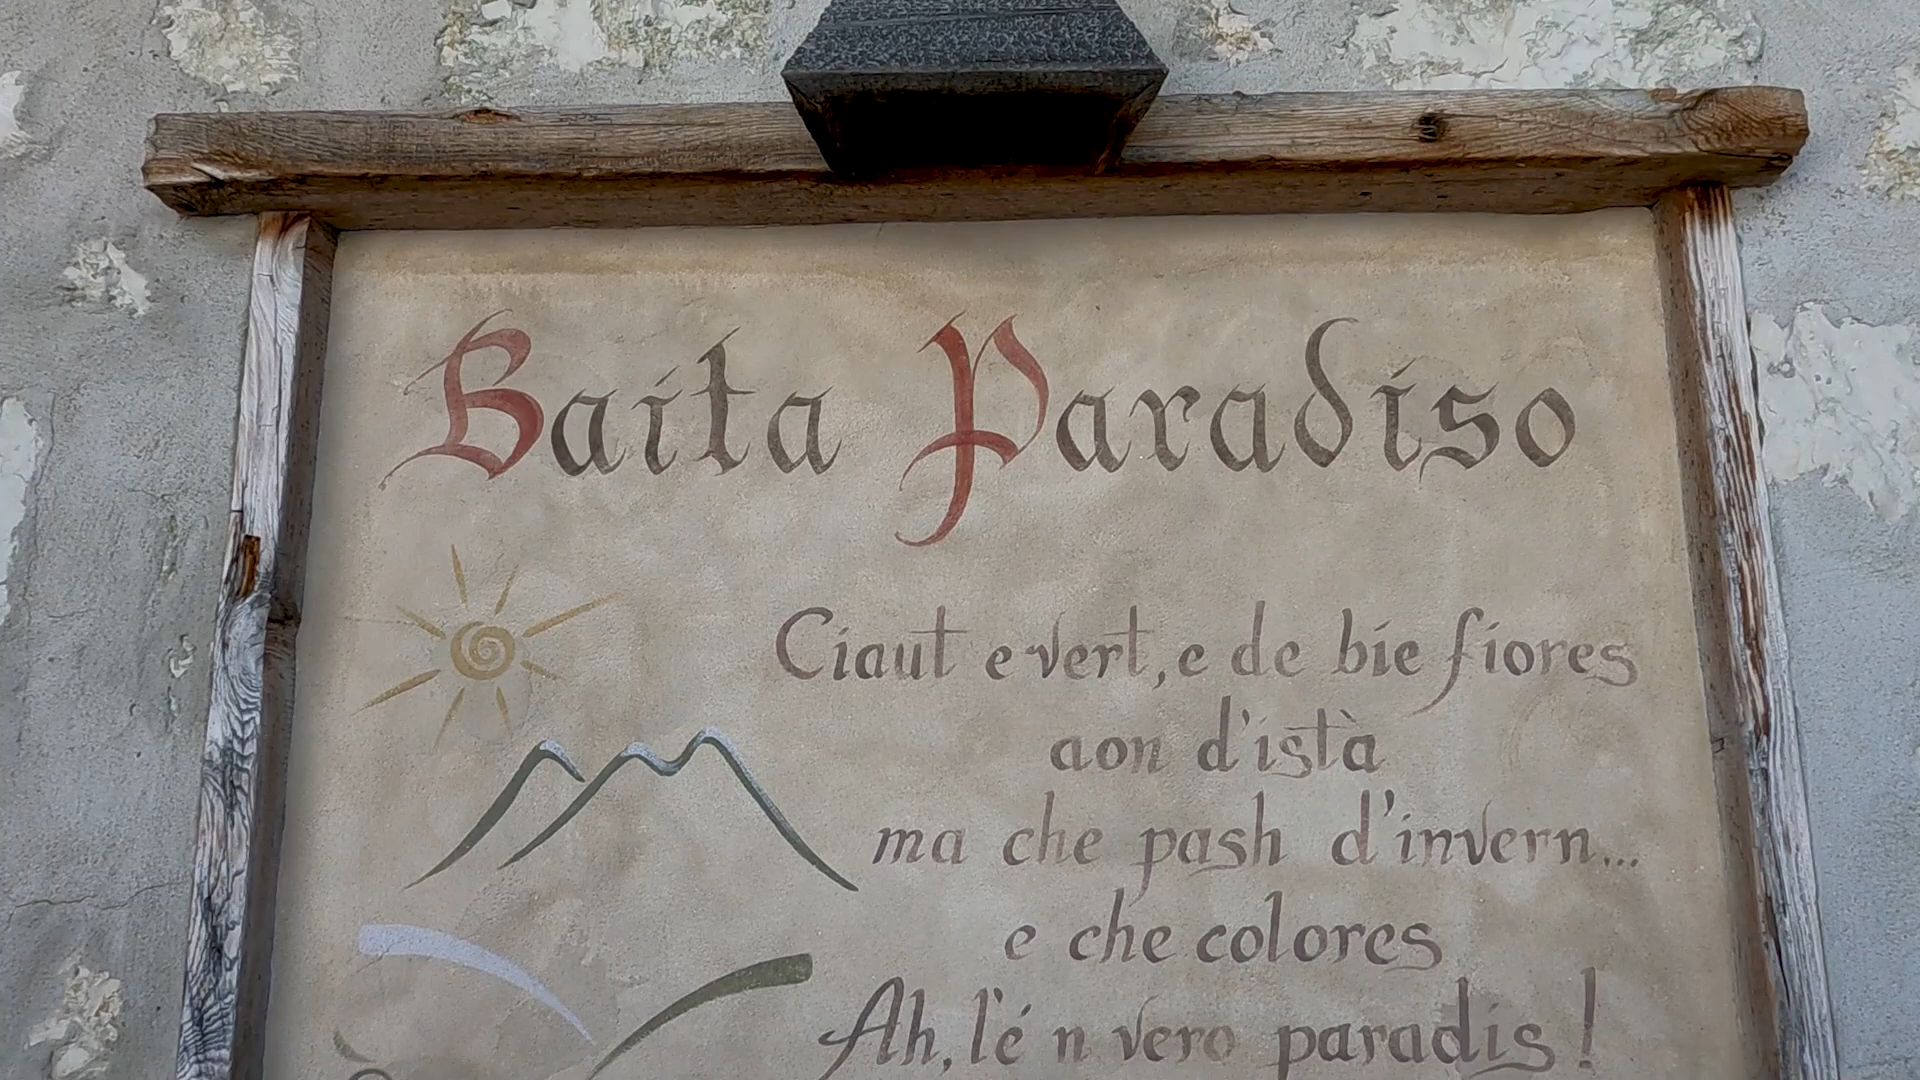 Baita Paradiso
Ciaut e vert, e de bie fiores
aon d'istà
ma che pash d'invern...
e che colores
Ah, l'é n vero paradis!